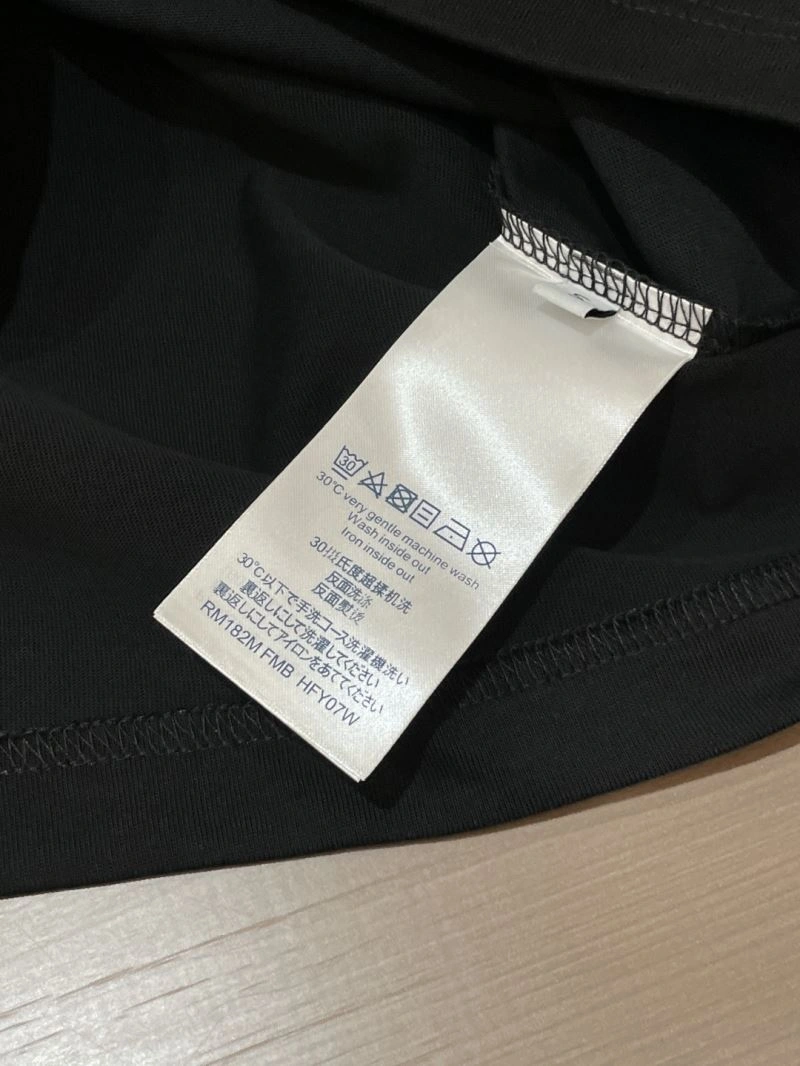 30
30°C very gentle machine wash
Wash inside out
Iron inside out
30摄氏度超揉机洗
反面洗涤
反面熨烫
30°C以下で手洗コース洗濯機洗い
裏返しにして洗濯してください
裏返しにしてアイロンをあててください
RM182M FMB HFY07W